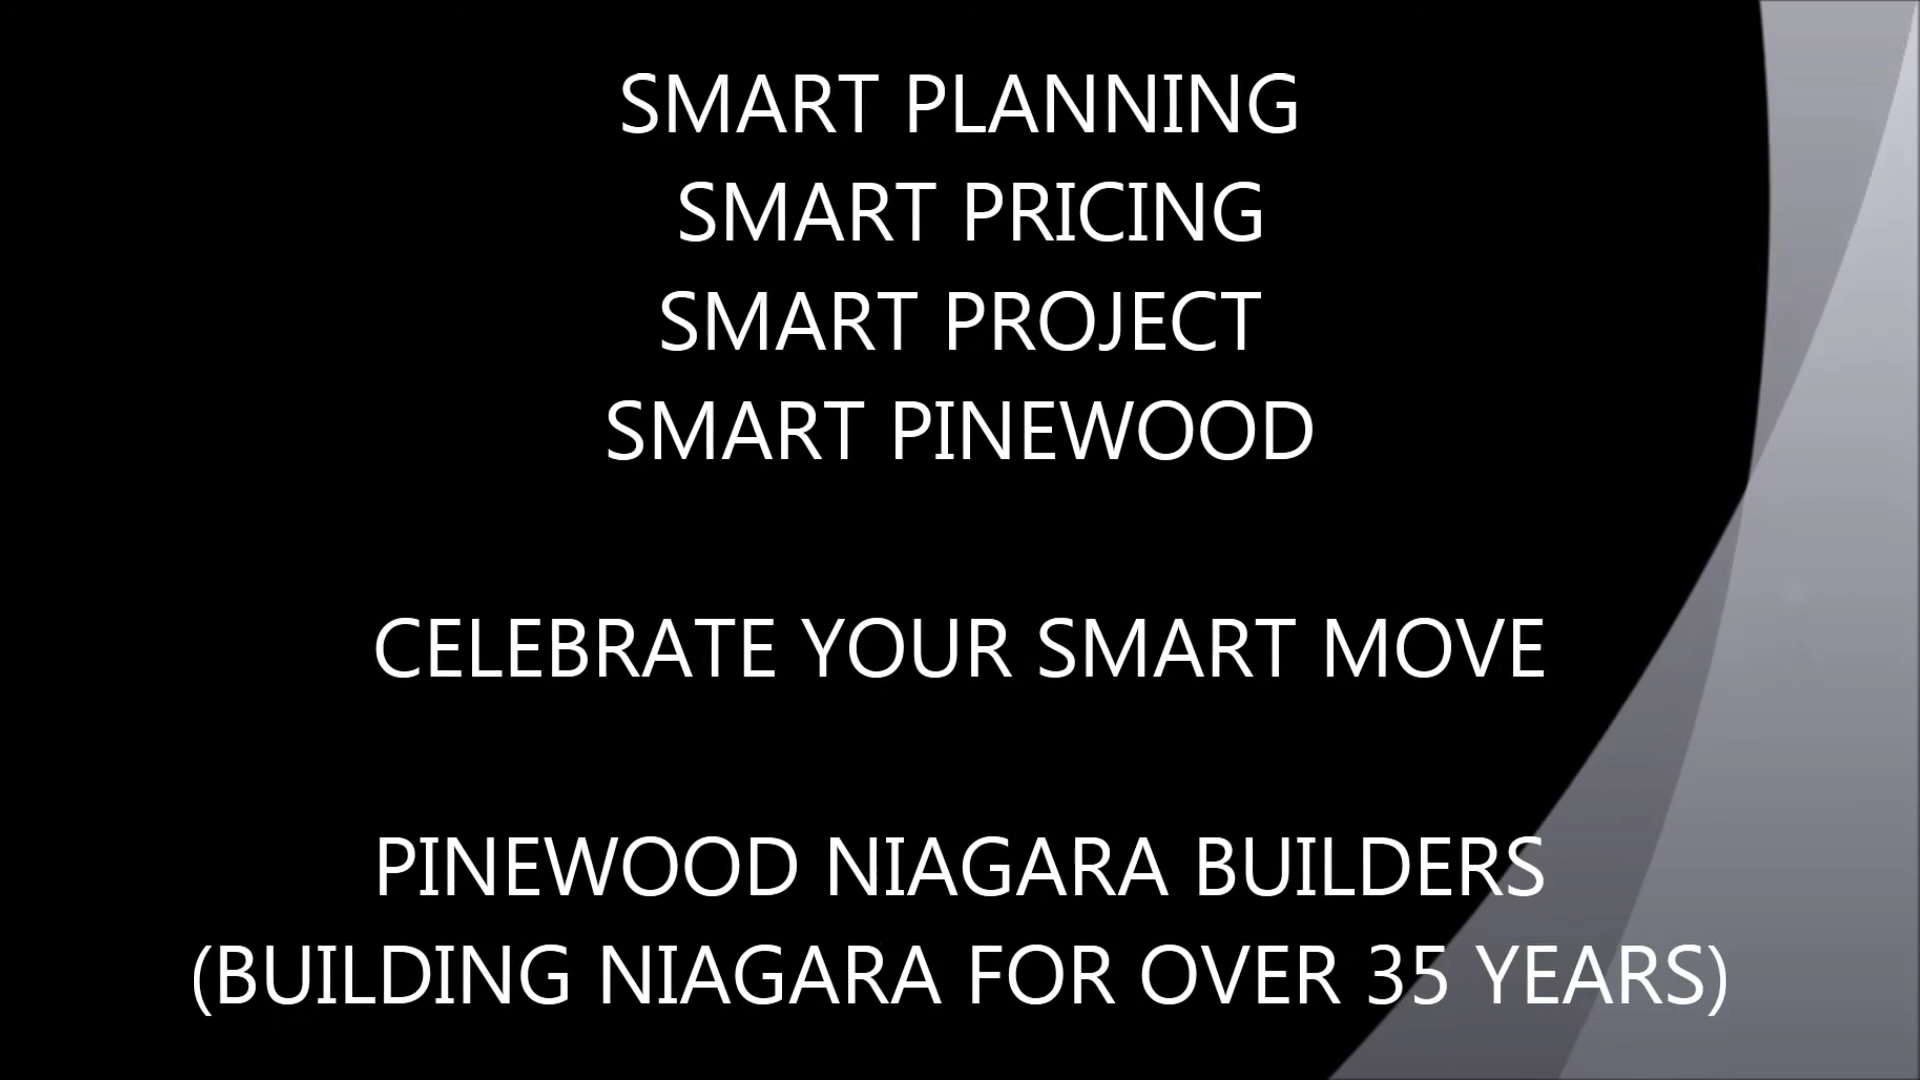 SMART PLANNING
SMART PRICING
SMART PROJECT
SMART PINEWOOD
CELEBRATE YOUR SMART MOVE
PINEWOOD NIAGARA BUILDERS
(BUILDING NIAGARA FOR OVER 35 YEARS)